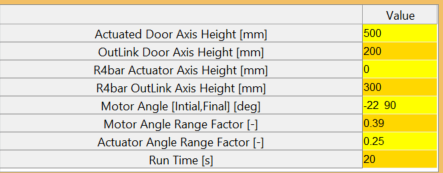 Value
Actuated Door Axis Height [mm] 500
OutLink Door Axis Height [mm] 200
R4bar Actuator Axis Height [mm] 0
R4bar OutLink Axis Height [mm] 300
Motor Angle [Intial,Final] [deg] -22 90
Motor Angle Range Factor [-] 0.39
Actuator Angle Range Factor [-] 0.25
Run Time [s] 20